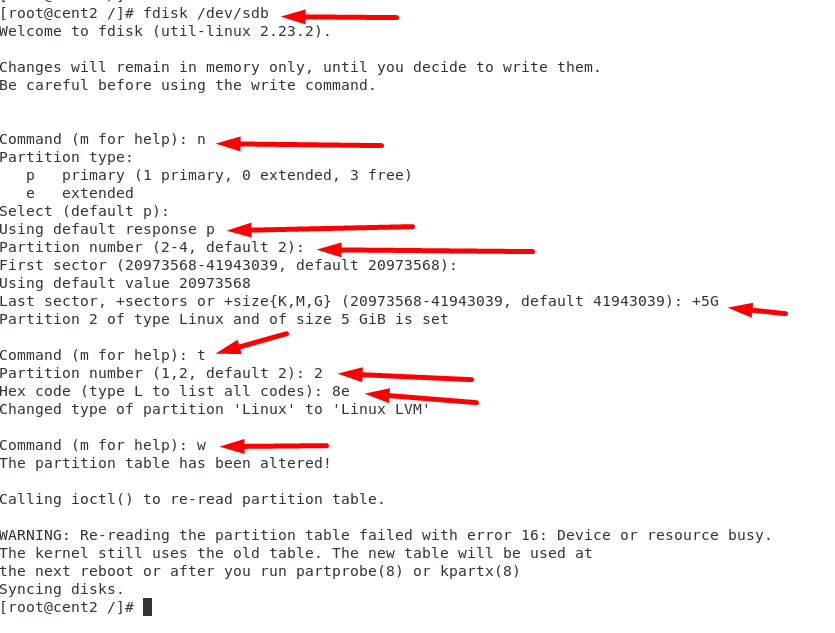 [root@cent2 /]# fdisk /dev/sdb
Welcome to fdisk (util-linux 2.23.2).
Changes will remain in memory only, until you decide to write them.
Be careful before using the write command.
Command (m for help): n
Partition type:
   p   primary (1 primary, 0 extended, 3 free)
   e   extended
Select (default p):
Using default response p
Partition number (2-4, default 2):
First sector (20973568-41943039, default 20973568):
Using default value 20973568
Last sector, +sectors or +size{K,M,G} (20973568-41943039, default 41943039): +5G
Partition 2 of type Linux and of size 5 GiB is set
Command (m for help): t
Partition number (1,2, default 2): 2
Hex code (type L to list all codes): 8e
Changed type of partition 'Linux' to 'Linux LVM'
Command (m for help): w
The partition table has been altered!
Calling ioctl() to re-read partition table.
WARNING: Re-reading the partition table failed with error 16: Device or resource busy.
The kernel still uses the old table. The new table will be used at
the next reboot or after you run partprobe(8) or kpartx(8)
Syncing disks.
[root@cent2 /]#